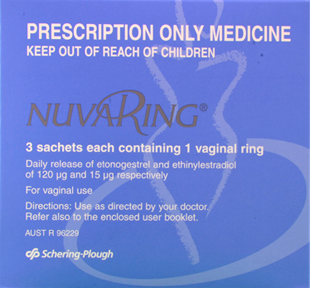 PRESCRIPTION ONLY MEDICINE
KEEP OUT OF REACH OF CHILDREN
NUVARING®
3 sachets each containing 1 vaginal ring
Daily release of etonogestrel and ethinylestradiol
of 120 µg and 15 µg respectively
For vaginal use
Directions: Use as directed by your doctor.
Refer also to the enclosed user booklet.
AUST R 96229
Schering-Plough